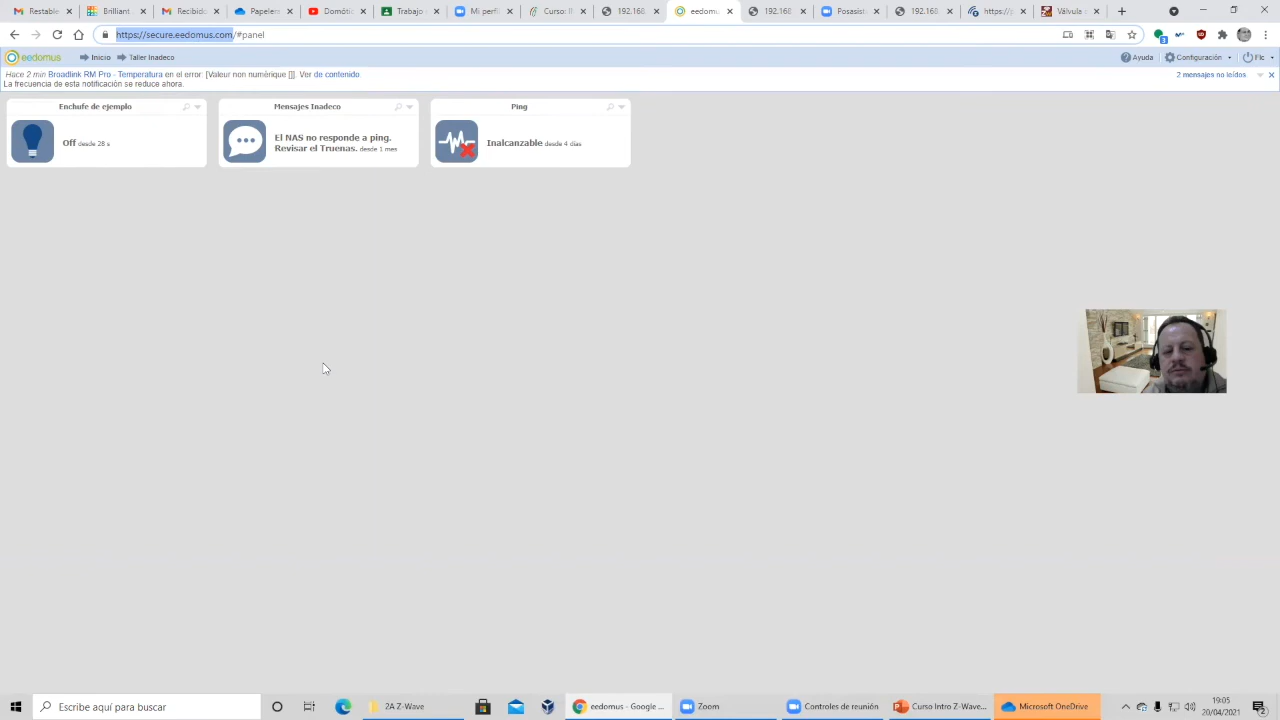 Restable
Brilliant
Recibido
Papelera
Domótic
Trabajo
Mi perfil
Curso II
192.168
eedomu
192.168
Posasist
192.168
https://
Válvula
https://secure.eedomus.com/#panel
3
eedomus
Inicio
Taller Inadeco
Ayuda
Configuración
Hace 2 min Broadlink RM Pro - Temperatura en el error: [Valeur non numérique []]. Ver de contenido.
2 mensajes no leídos
La frecuencia de esta notificación se reduce ahora.
Enchufe de ejemplo
Mensajes Inadeco
Ping
Off desde 28 s
El NAS no responde a ping.
Revisar el Truenas. desde 1 mes
Inalcanzable desde 4 días
Escribe aquí para buscar
2A Z-Wave
eedomus - Google ...
Zoom
Controles de reunión
Curso Intro Z-Wave...
Microsoft OneDrive
19:05
20/04/2021
2